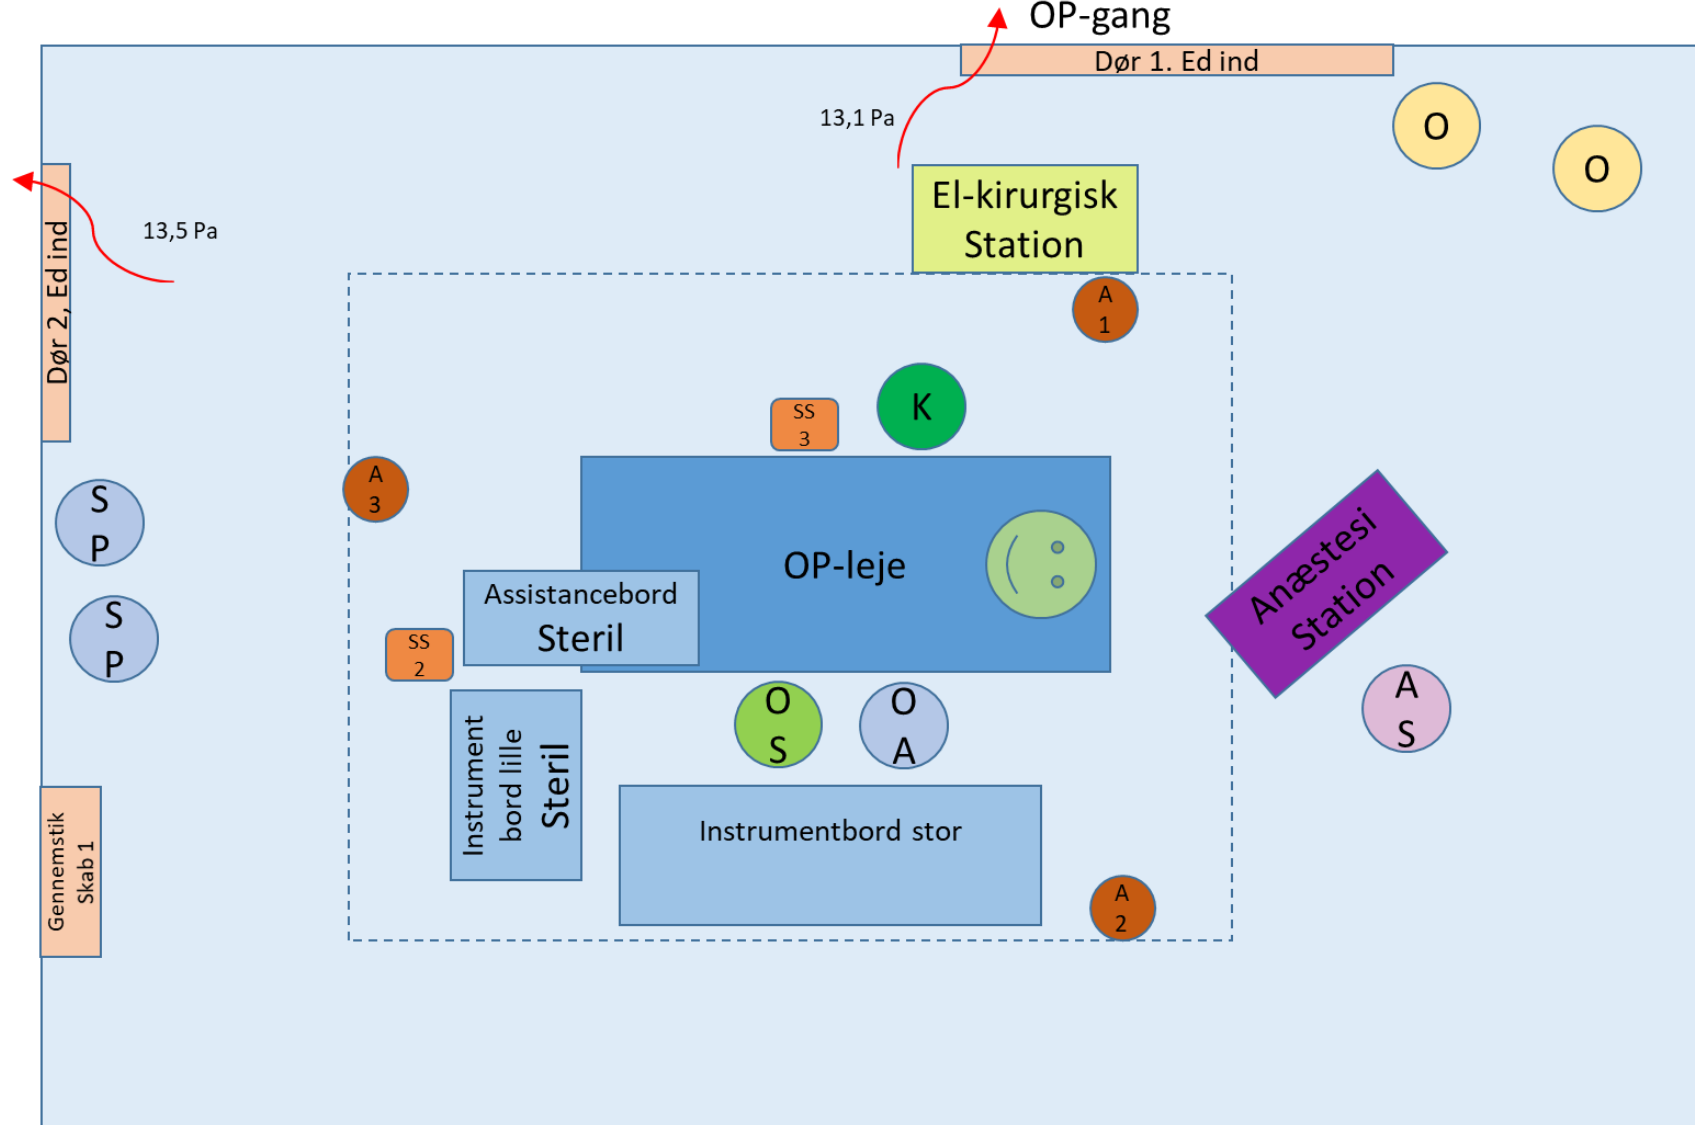 OP-gang
Dør 1. Ed ind
13,1 Pa
O
O
El-kirurgisk
Station
13,5 Pa
Dør 2, Ed ind
A
1
SS
3
K
A
3
S
P
OP-leje
Anæstesi
Station
Assistancebord
Steril
S
P
SS
2
O
S
O
A
A
S
Instrument
bord lille
Steril
Instrumentbord stor
Gennemstik
Skab 1
A
2